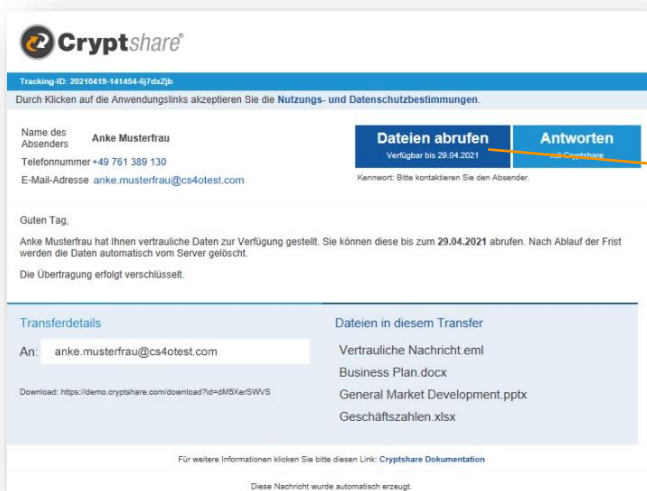 Cryptshare®
Tracking-ID: 20210419-141454-6j7dxZjb
Durch Klicken auf die Anwendungslinks akzeptieren Sie die Nutzungs- und Datenschutzbestimmungen.
Name des
Absenders Anke Musterfrau
Telefonnummer +49 761 389 130
E-Mail-Adresse anke.musterfrau@cs4otest.com
Dateien abrufen
Verfügbar bis 29.04.2021
Antworten
mit Cryptshare
Kennwort: Bitte kontaktieren Sie den Absender.
Guten Tag,
Anke Musterfrau hat Ihnen vertrauliche Daten zur Verfügung gestellt. Sie können diese bis zum 29.04.2021 abrufen. Nach Ablauf der Frist
werden die Daten automatisch vom Server gelöscht.
Die Übertragung erfolgt verschlüsselt.
Transferdetails
An: anke.musterfrau@cs4otest.com
Download: https://demo.cryptshare.com/download?id=dM5XerSWVS
Dateien in diesem Transfer
Vertrauliche Nachricht.eml
Business Plan.docx
General Market Development.pptx
Geschäftszahlen.xlsx
Für weitere Informationen klicken Sie bitte diesen Link: Cryptshare Dokumentation
Diese Nachricht wurde automatisch erzeugt.